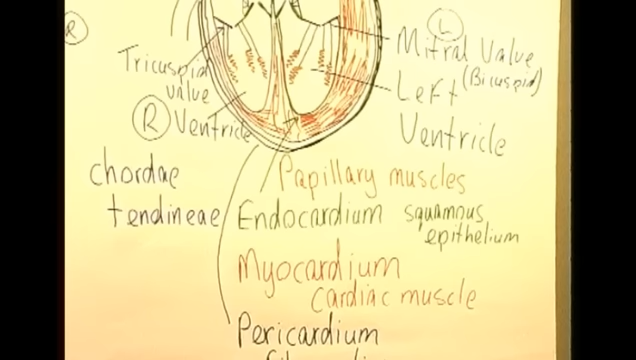 R
L
Mitral Valve
(Bicuspid)
Tricuspid
valve
Left
Ventricle
R Ventricle
chordae
tendineae
Papillary muscles
Endocardium squamous
epithelium
Myocardium
cardiac muscle
Pericardium